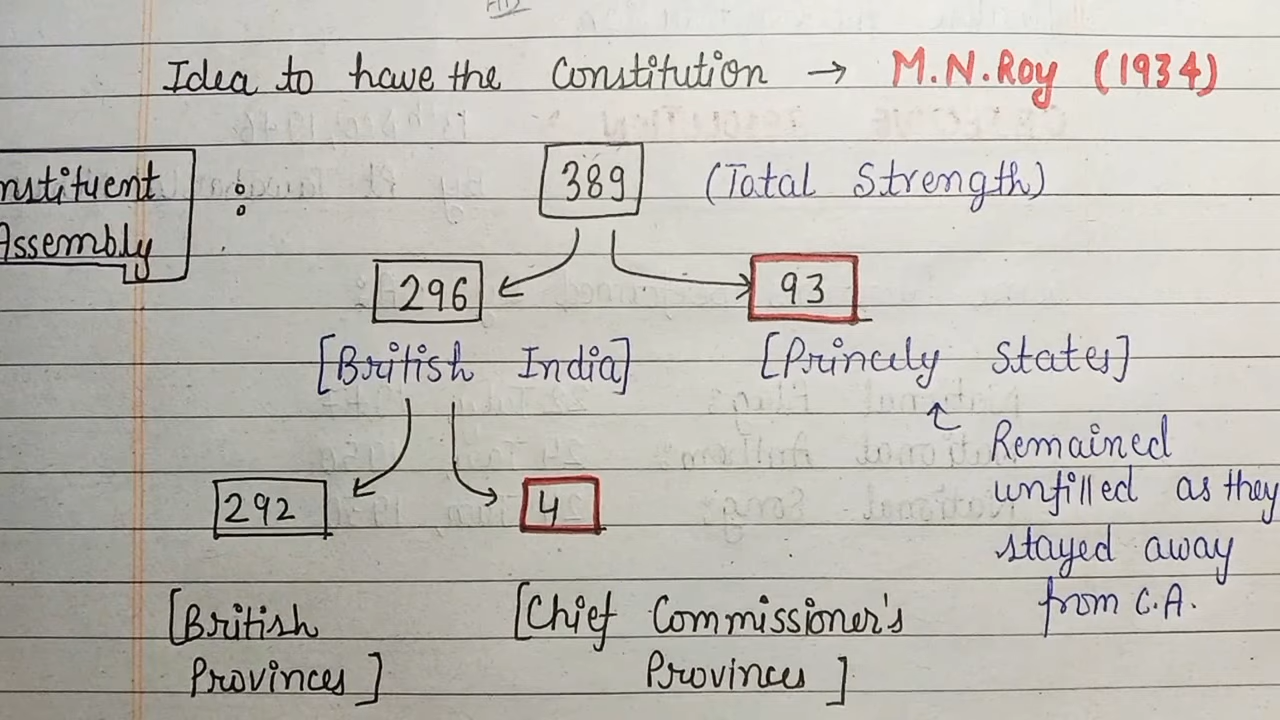 Idea to have the Constitution → M.N.Roy (1934)
nstituent
Assembly
:
389 (Total Strength)
296
93
[British India]
[Princely States]
Remained
unfilled as they
stayed away
from C.A.
292
4
[British
Provinces]
[Chief Commissioner's
Provinces]